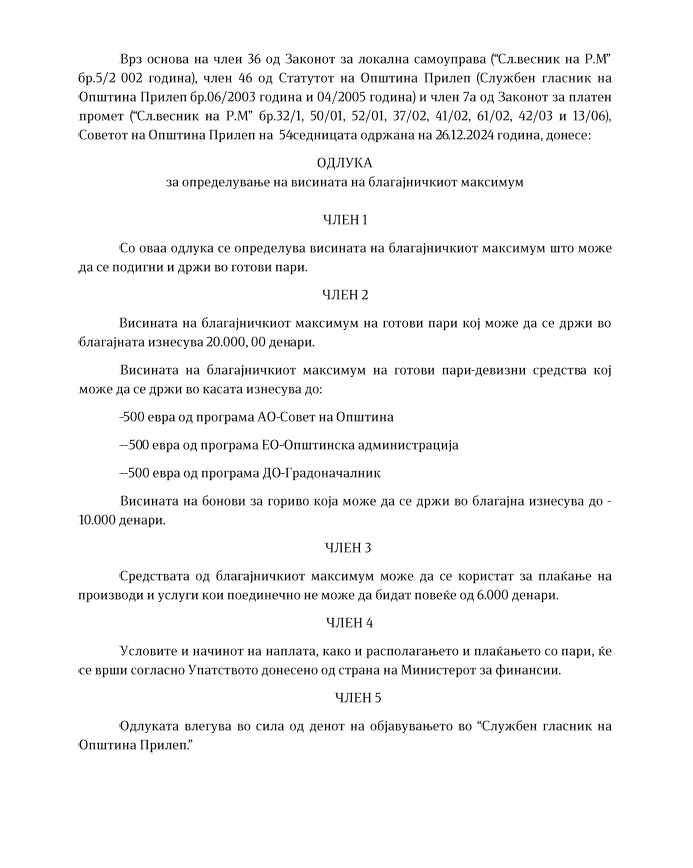 Врз основа на член 36 од Законот за локална самоуправа (“Сл.весник на Р.М”
бр.5/2 002 година), член 46 од Статутот на Општина Прилеп (Службен гласник на
Општина Прилеп бр.06/2003 година и 04/2005 година) и член 7а од Законот за платен
промет (“Сл.весник на Р.М” бр.32/1, 50/01, 52/01, 37/02, 41/02, 61/02, 42/03 и 13/06),
Советот на Општина Прилеп на 54седницата одржана на 26.12.2024 година, донесе:
ОДЛУКА
за определување на висината на благајничкиот максимум
ЧЛЕН 1
Со оваа одлука се определува висината на благајничкиот максимум што може
да се подигни и држи во готови пари.
ЧЛЕН 2
Висината на благајничкиот максимум на готови пари кој може да се држи во
благајната изнесува 20.000, 00 денари.
Висината на благајничкиот максимум на готови пари-девизни средства кој
може да се држи во касата изнесува до:
-500 евра од програма АО-Совет на Општина
--500 евра од програма ЕО-Општинска администрација
--500 евра од програма ДО-Градоначалник
Висината на бонови за гориво која може да се држи во благајна изнесува до -
10.000 денари.
ЧЛЕН 3
Средствата од благајничкиот максимум може да се користат за плаќање на
производи и услуги кои поединечно не може да бидат повеќе од 6.000 денари.
ЧЛЕН 4
Условите и начинот на наплата, како и располагањето и плаќањето со пари, ќе
се врши согласно Упатството донесено од страна на Министерот за финансии.
ЧЛЕН 5
Одлуката влегува во сила од денот на објавувањето во “Службен гласник на
Општина Прилеп.”